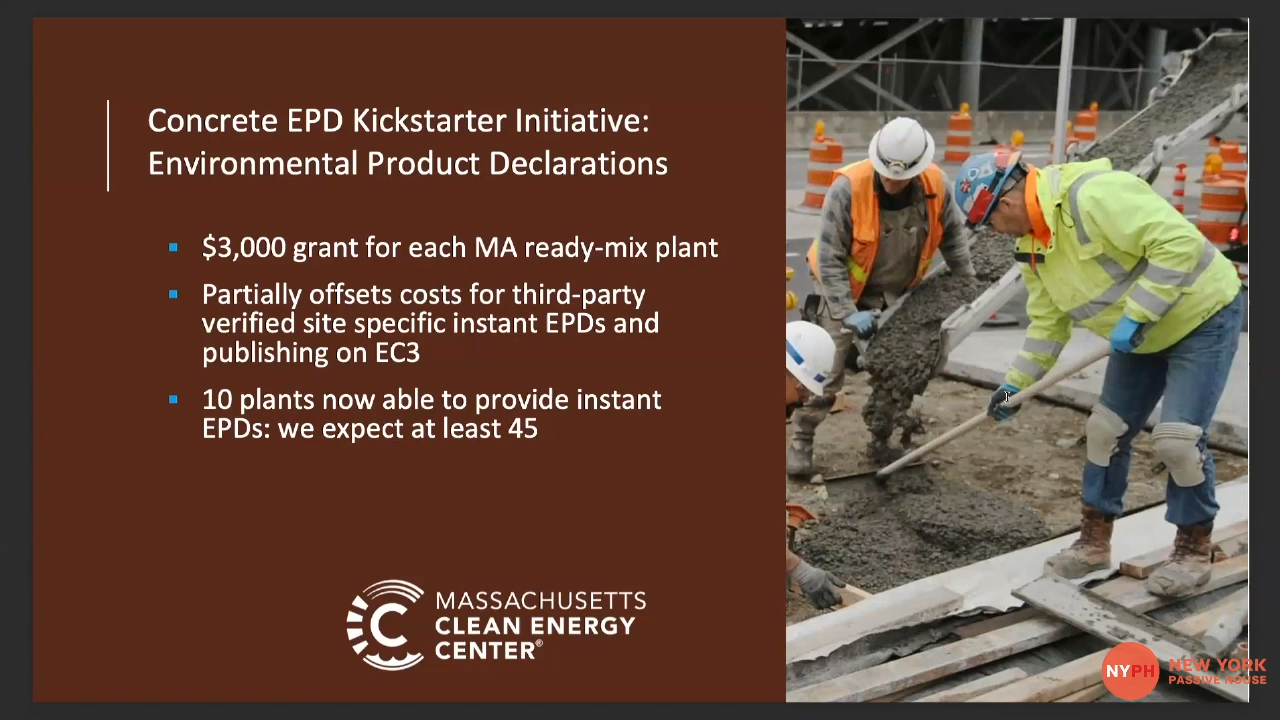 Concrete EPD Kickstarter Initiative:
Environmental Product Declarations
$3,000 grant for each MA ready-mix plant
Partially offsets costs for third-party
verified site specific instant EPDs and
publishing on EC3
10 plants now able to provide instant
EPDs: we expect at least 45
MASSACHUSETTS
CLEAN ENERGY
CENTER®
NYPH
NEW YORK
PASSIVE HOUSE